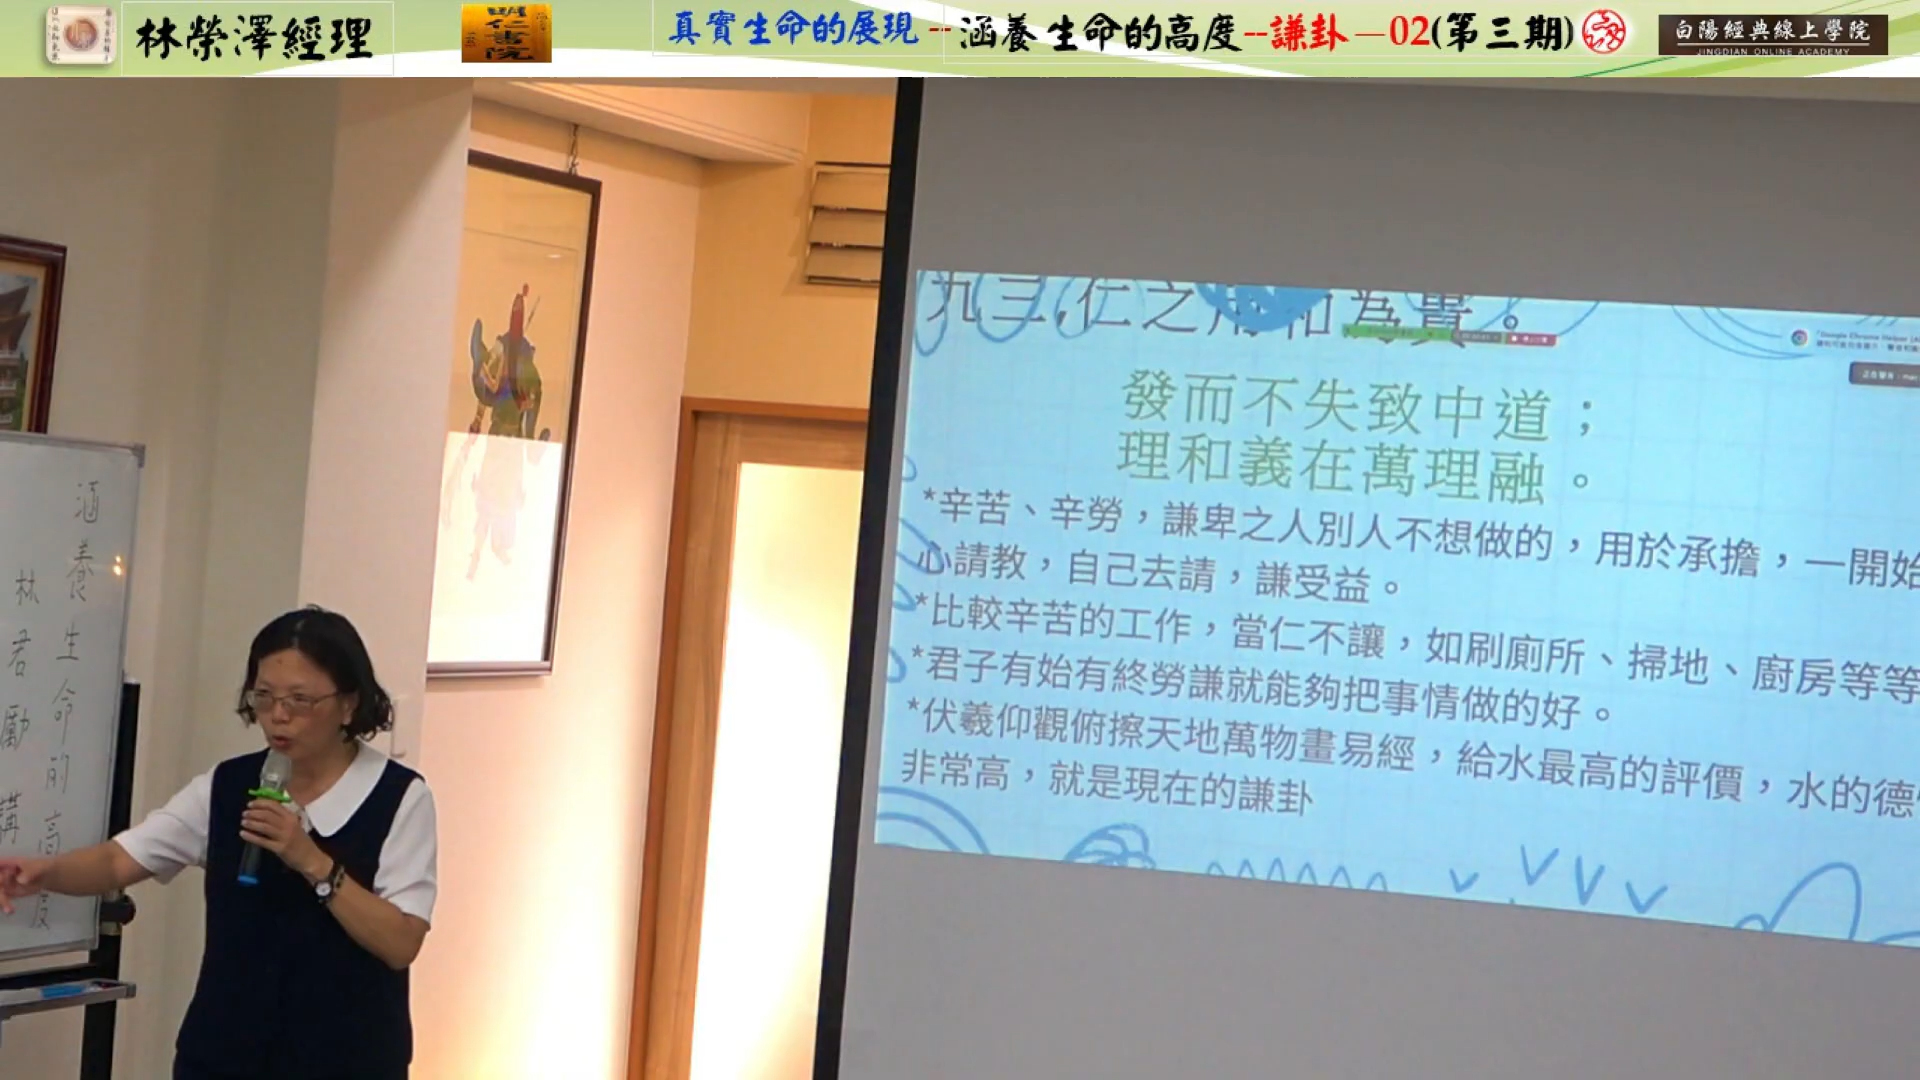 林榮澤經理
真實生命的展現--涵養生命的高度--謙卦—02(第三期)
白陽經典線上學院
JINGDIAN ONLINE ACADEMY
九三,仁之用和為貴。
發而不失致中道；
理和義在萬理融。
*辛苦、辛勞，謙卑之人別人不想做的，用於承擔，一開始
心請教，自己去請，謙受益。
*比較辛苦的工作，當仁不讓，如刷廁所、掃地、廚房等等
*君子有始有終勞謙就能夠把事情做的好。
*伏羲仰觀俯擦天地萬物畫易經，給水最高的評價，水的德
非常高，就是現在的謙卦
涵養生命的高度
林君勵講